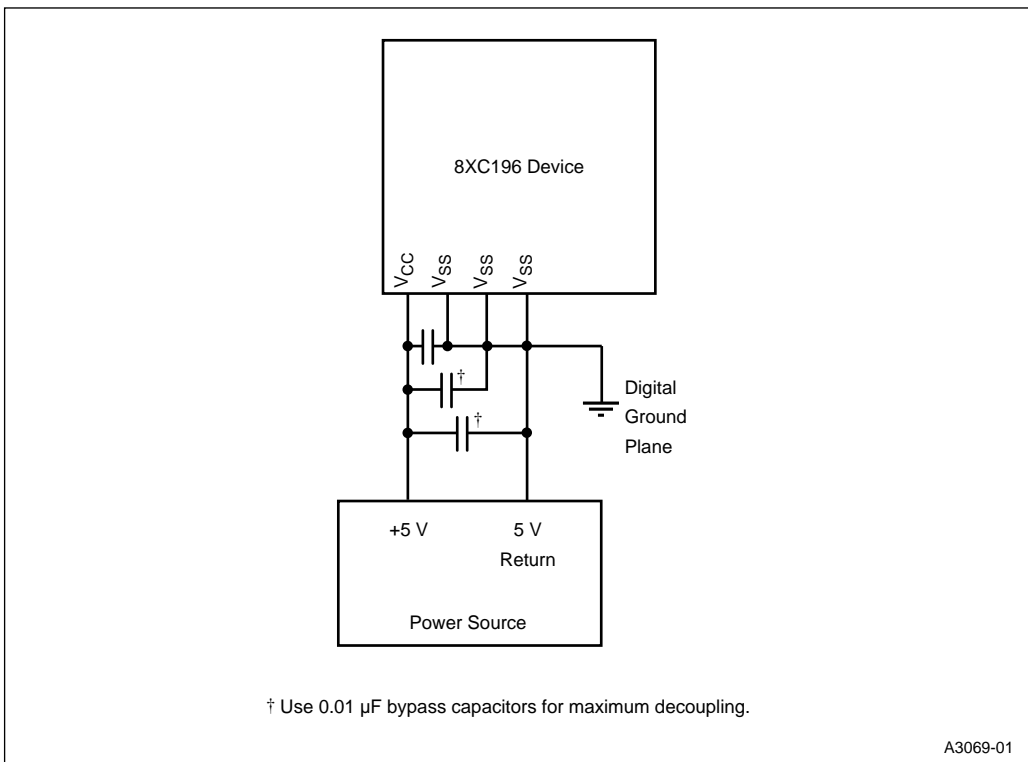 8XC196 Device
VCC
VSS
VSS
VSS
†
†
Digital
Ground
Plane
+5 V
5 V
Return
Power Source
† Use 0.01 µF bypass capacitors for maximum decoupling.
A3069-01